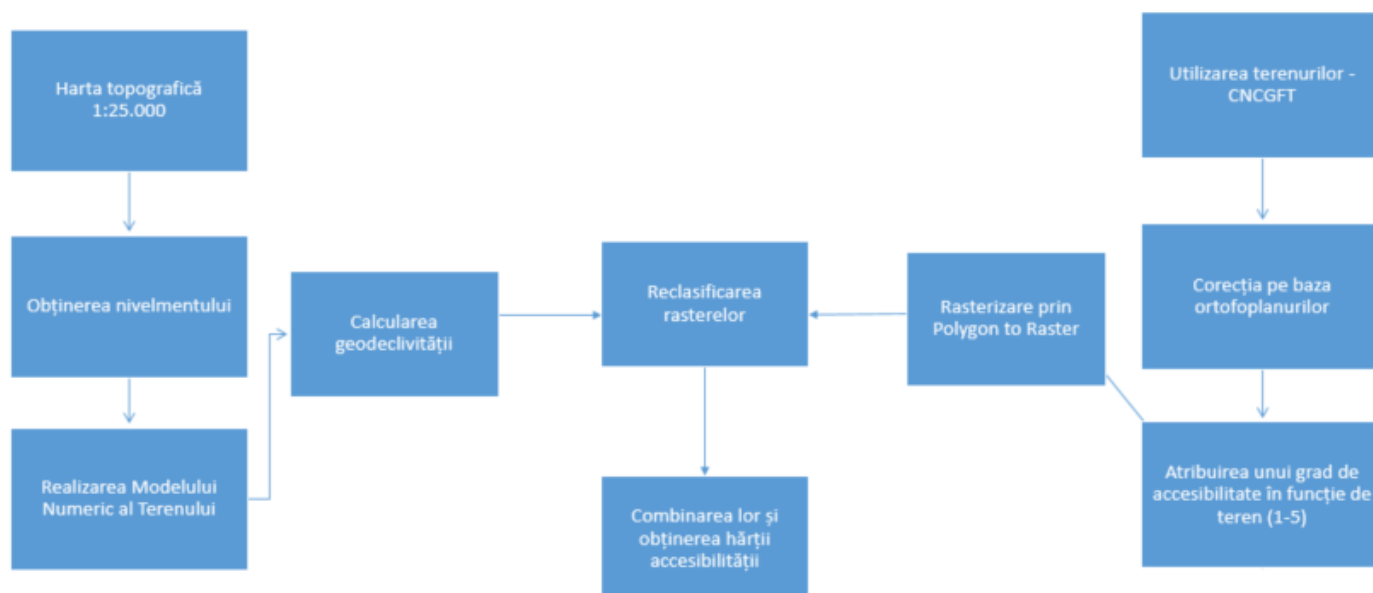 Harta topografică
1:25.000
Obținerea nivelmentului
Realizarea Modelului
Numeric al Terenului
Calcularea
geodeclivității
Reclasificarea
rasterelor
Combinarea lor și
obținerea hărții
accesibilității
Rasterizare prin
Polygon to Raster
Utilizarea terenurilor -
CNCGFT
Corecția pe baza
ortofoplanurilor
Atribuirea unui grad de
accesibilitate în funcție de
teren (1-5)